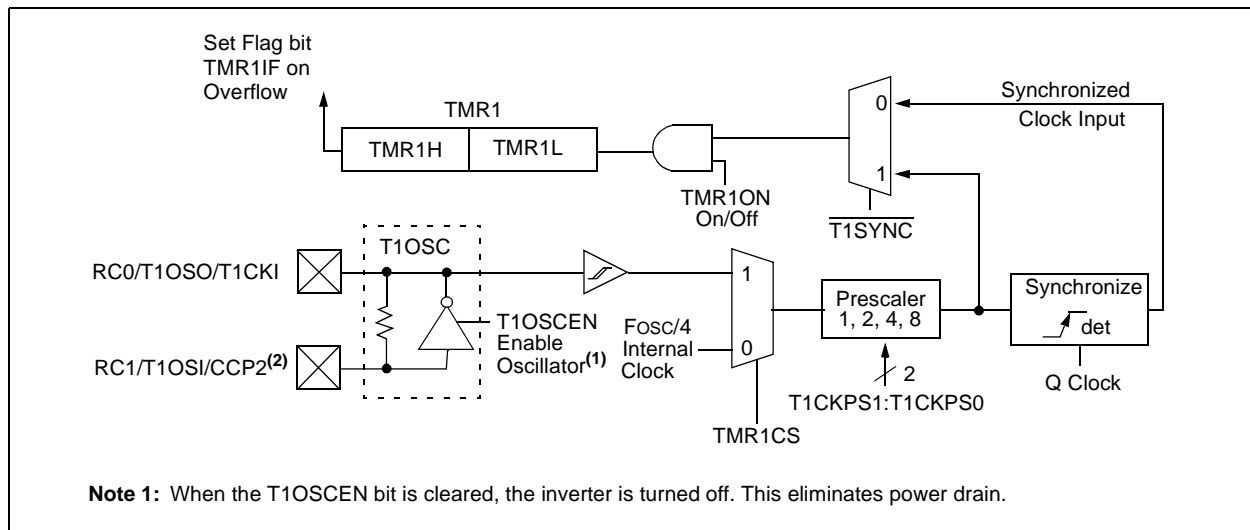 Set Flag bit
TMR1IF on
Overflow
TMR1
TMR1H
TMR1L
TMR1ON
On/Off
0
1
T1SYNC
Synchronized
Clock Input
T1OSC
RC0/T1OSO/T1CKI
RC1/T1OSI/CCP2(2)
T1OSCEN
Enable
Oscillator(1)
FOSC/4
Internal
Clock
1
0
TMR1CS
Prescaler
1, 2, 4, 8
2
T1CKPS1:T1CKPS0
Synchronize
det
Q Clock
Note 1: When the T1OSCEN bit is cleared, the inverter is turned off. This eliminates power drain.